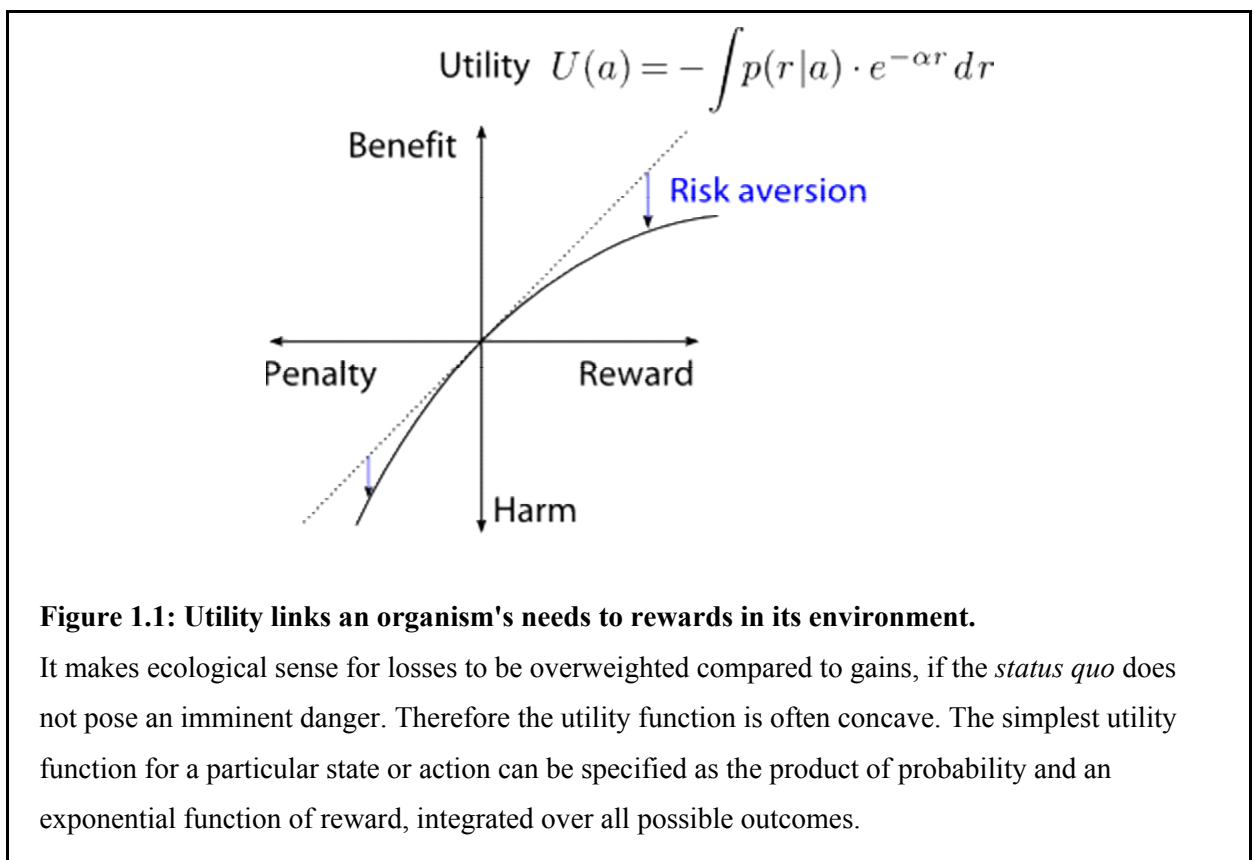 Utility U(a) = − ∫ p(r|a) · e^{−αr} dr
Benefit
Risk aversion
Penalty
Reward
Harm
Figure 1.1: Utility links an organism's needs to rewards in its environment.
It makes ecological sense for losses to be overweighted compared to gains, if the status quo does
not pose an imminent danger. Therefore the utility function is often concave. The simplest utility
function for a particular state or action can be specified as the product of probability and an
exponential function of reward, integrated over all possible outcomes.